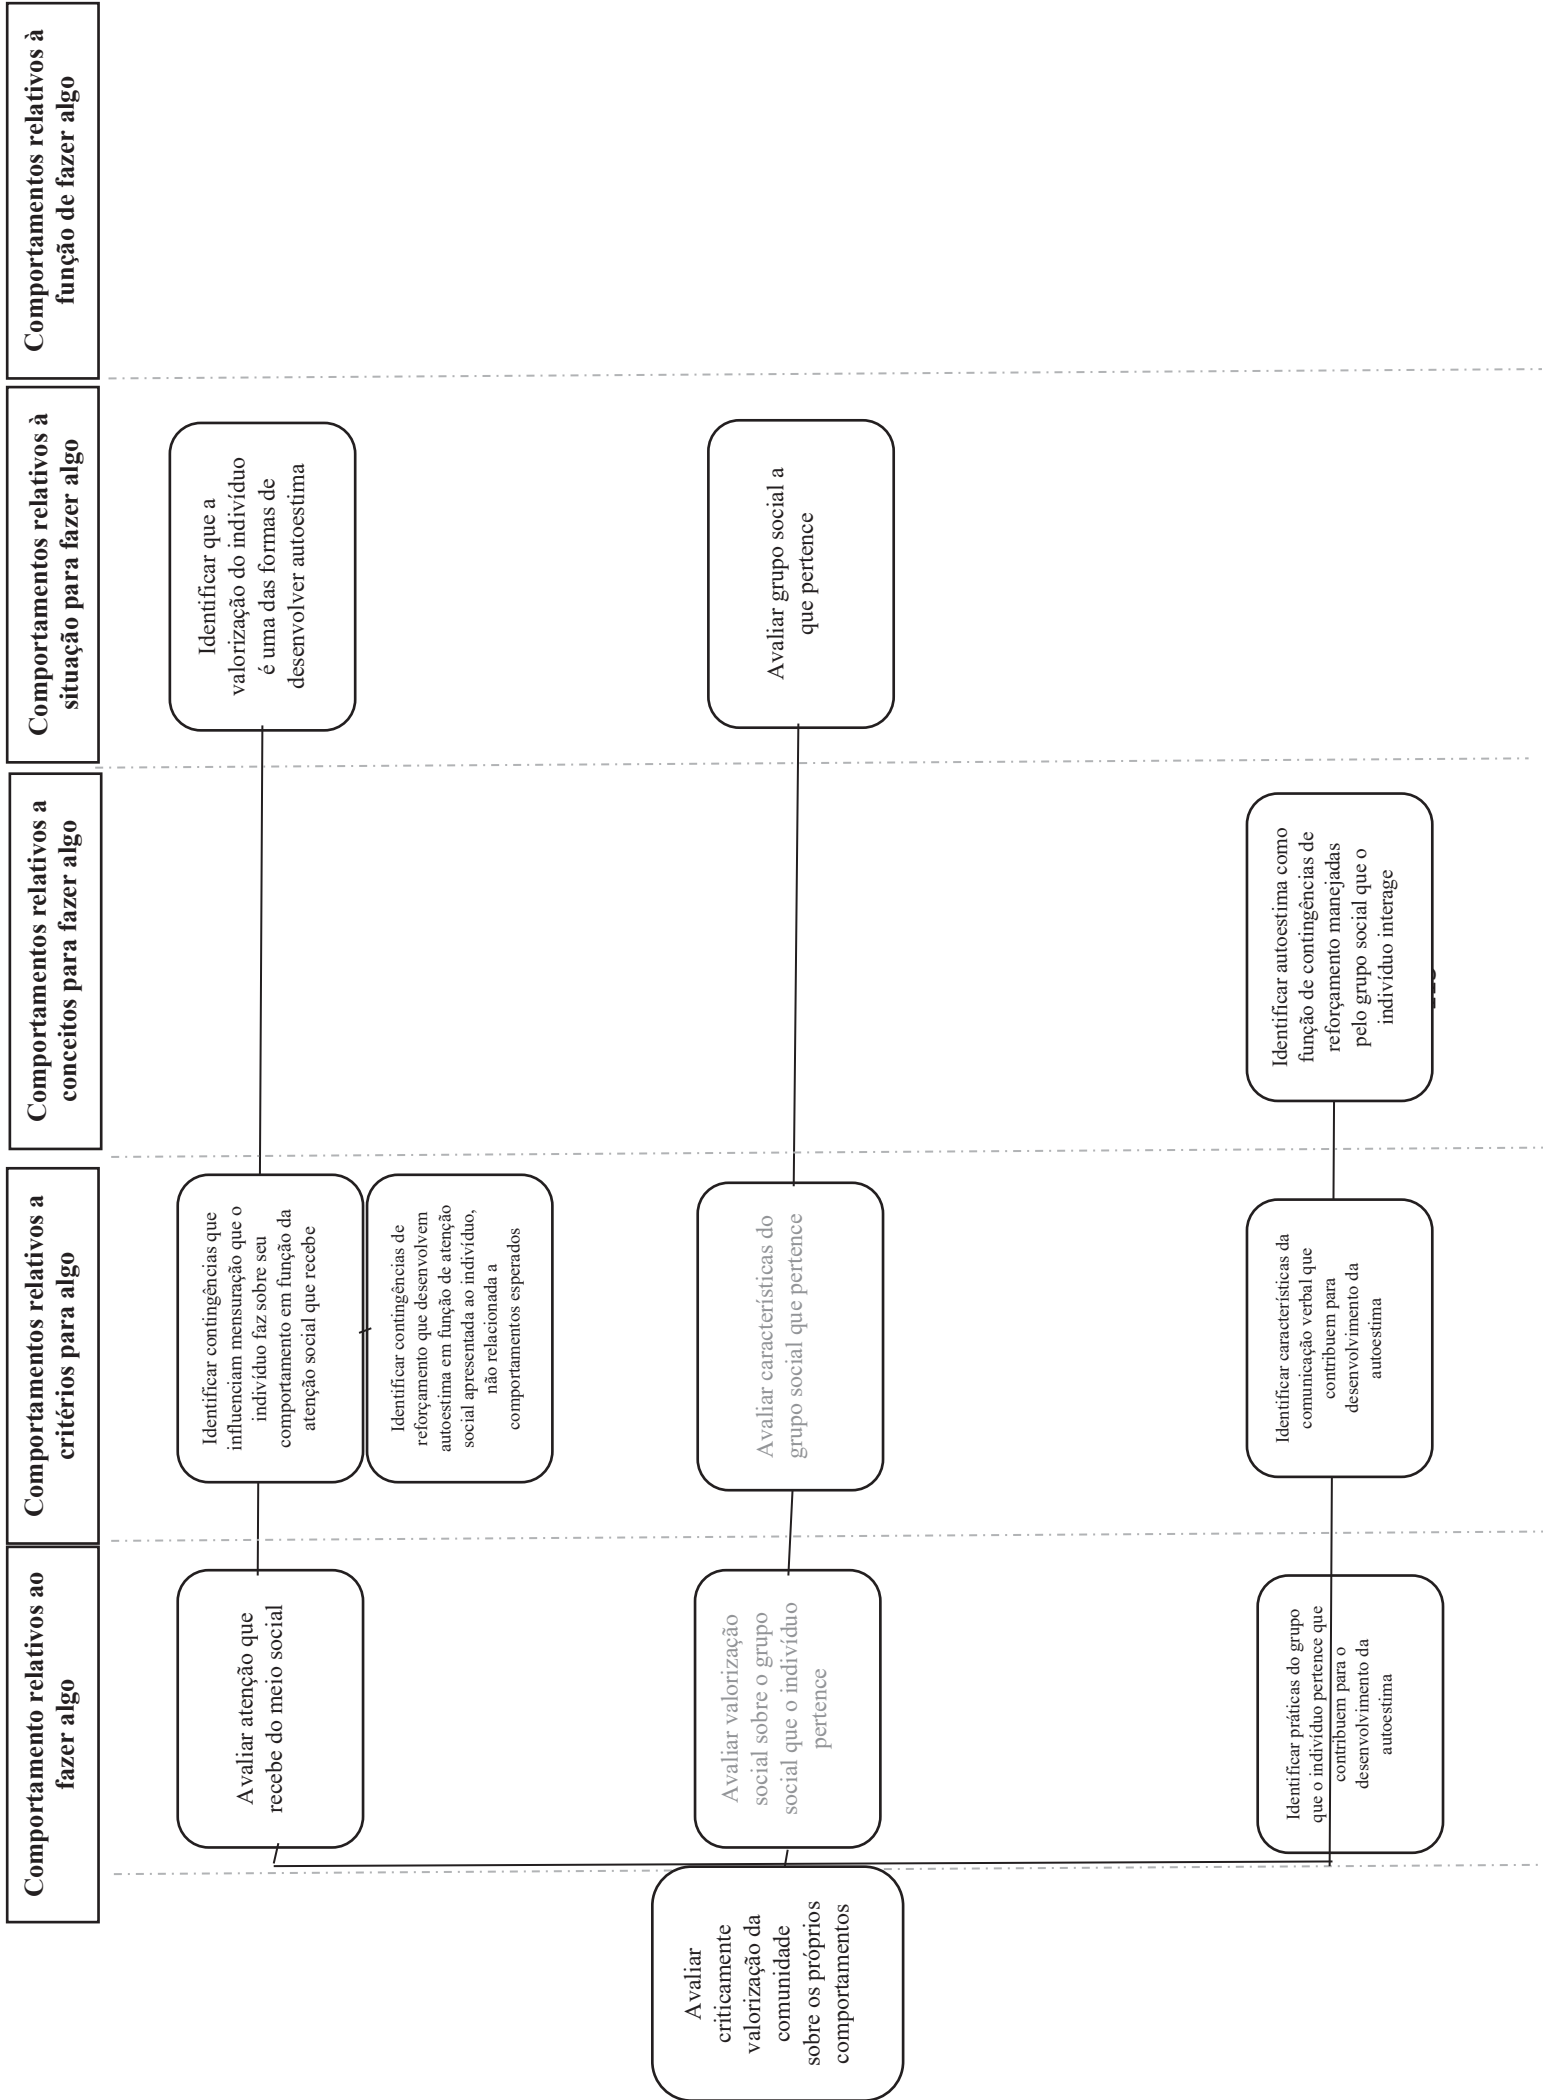 Comportamento relativos ao
fazer algo
Comportamentos relativos a
critérios para algo
Comportamentos relativos a
conceitos para fazer algo
Comportamentos relativos à
situação para fazer algo
Comportamentos relativos à
função de fazer algo
Avaliar
criticamente
valorização da
comunidade
sobre os próprios
comportamentos
Avaliar atenção que
recebe do meio social
Identificar contingências que
influenciam mensuração que o
indivíduo faz sobre seu
comportamento em função da
atenção social que recebe
Identificar contingências de
reforçamento que desenvolvem
autoestima em função de atenção
social apresentada ao indivíduo,
não relacionada a
comportamentos esperados
Identificar que a
valorização do indivíduo
é uma das formas de
desenvolver autoestima
Avaliar valorização
social sobre o grupo
social que o indivíduo
pertence
Avaliar características do
grupo social que pertence
Avaliar grupo social a
que pertence
Identificar práticas do grupo
que o indivíduo pertence que
contribuem para o
desenvolvimento da
autoestima
Identificar características da
comunicação verbal que
contribuem para
desenvolvimento da
autoestima
Identificar autoestima como
função de contingências de
reforçamento manejadas
pelo grupo social que o
indivíduo interage